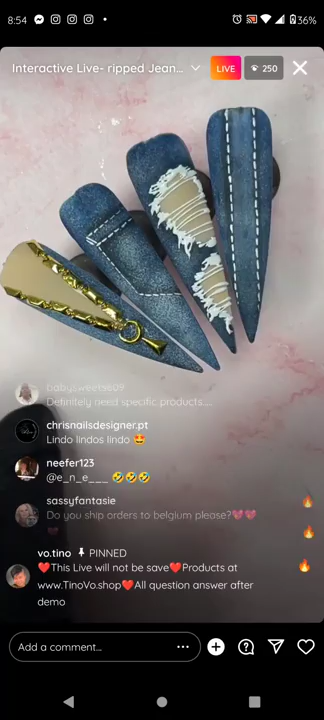 8:54
36%
Interactive Live- ripped Jean...
LIVE
250
babysweetse09
Definitely need specific products....
chrisnailsdesigner.pt
Lindo lindos lindo 🤩
neefer123
@e_n_e___ 🤣🤣🤣
sassyfantasie
Do you ship orders to belgium please?💗💗
💗
vo.tino 📌 PINNED
❤️This Live will not be save❤️Products at
www.TinoVo.shop❤️All question answer after
demo
Add a comment...